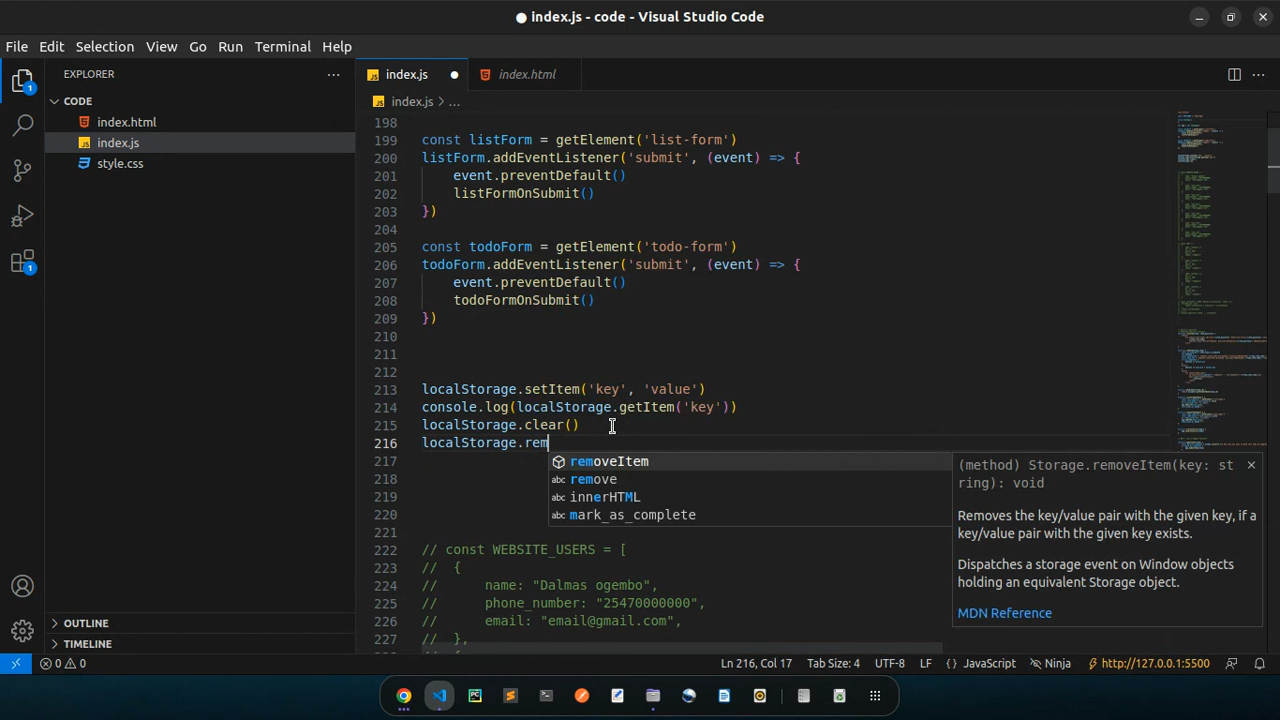 index.js - code - Visual Studio Code
File Edit Selection View Go Run Terminal Help
EXPLORER
CODE
index.html
index.js
style.css
OUTLINE
TIMELINE
index.js
index.html
index.js > ...
198
199 const listForm = getElement('list-form')
200 listForm.addEventListener('submit', (event) => {
201 event.preventDefault()
202 listFormOnSubmit()
203 })
204
205 const todoForm = getElement('todo-form')
206 todoForm.addEventListener('submit', (event) => {
207 event.preventDefault()
208 todoFormOnSubmit()
209 })
210
211
212
213 localStorage.setItem('key', 'value')
214 console.log(localStorage.getItem('key'))
215 localStorage.clear()
216 localStorage.rem
217
218
219
220
221
222 // const WEBSITE_USERS = [
223 // {
224 // name: "Dalmas ogembo",
225 // phone_number: "25470000000",
226 // email: "email@gmail.com",
227 // },
removeItem
remove
innerHTML
mark_as_complete
(method) Storage.removeItem(key: st
ring): void
Removes the key/value pair with the given key, if a
key/value pair with the given key exists.
Dispatches a storage event on Window objects
holding an equivalent Storage object.
MDN Reference
1
1
0 0
Ln 216, Col 17 Tab Size: 4 UTF-8 LF {} JavaScript Ninja http://127.0.0.1:5500